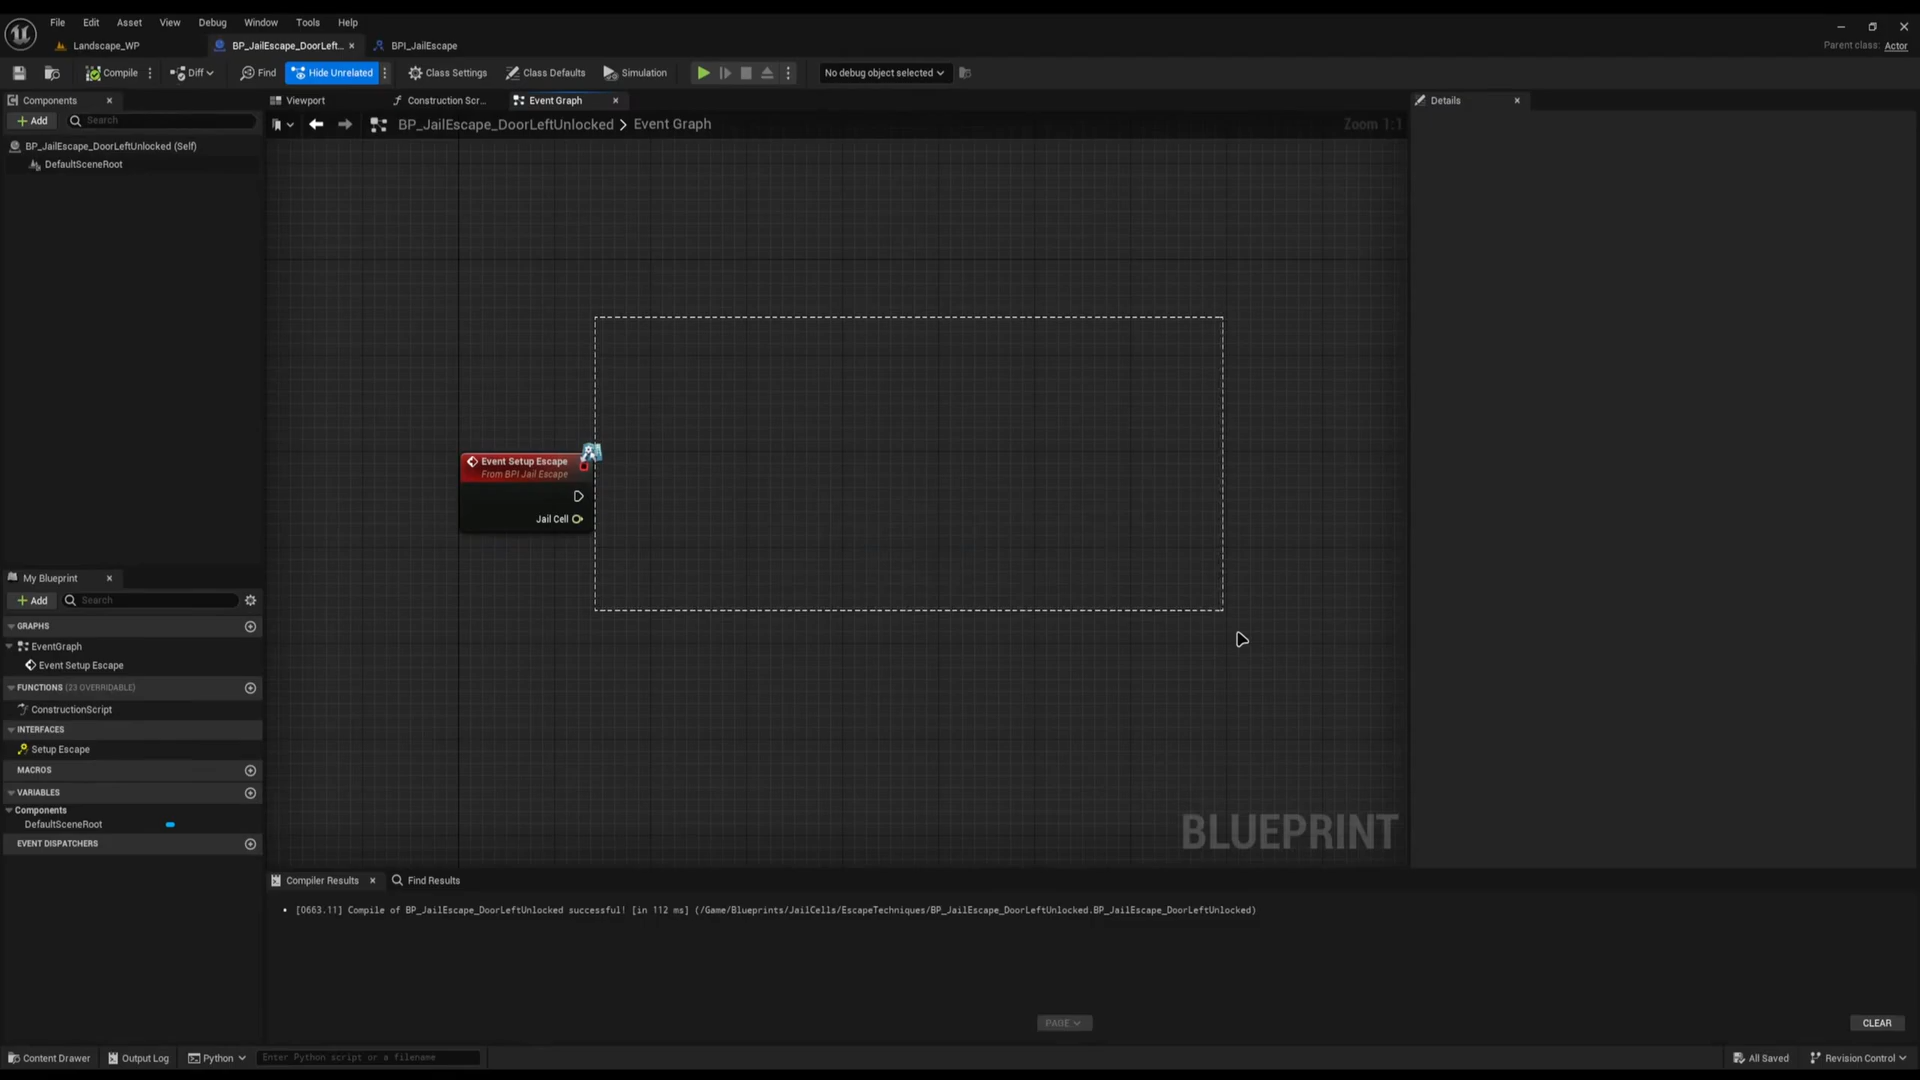 File Edit Asset View Debug Window Tools Help
Landscape_WP BP_JailEscape_DoorLeft... BPI_JailEscape
Parent class: Actor
Compile Diff Find Hide Unrelated Class Settings Class Defaults Simulation No debug object selected
Components
Add Search
BP_JailEscape_DoorLeftUnlocked (Self)
DefaultSceneRoot
Viewport Construction Scr... Event Graph
BP_JailEscape_DoorLeftUnlocked > Event Graph
Zoom 1:1
Details
Event Setup Escape
From BPI Jail Escape
Jail Cell
BLUEPRINT
My Blueprint
Add Search
GRAPHS
EventGraph
Event Setup Escape
FUNCTIONS (23 OVERRIDABLE)
ConstructionScript
INTERFACES
Setup Escape
MACROS
VARIABLES
Components
DefaultSceneRoot
EVENT DISPATCHERS
Compiler Results Find Results
[0663.11] Compile of BP_JailEscape_DoorLeftUnlocked successful! [in 112 ms] (/Game/Blueprints/JailCells/EscapeTechniques/BP_JailEscape_DoorLeftUnlocked.BP_JailEscape_DoorLeftUnlocked)
PAGE
CLEAR
Content Drawer Output Log Python Enter Python script or a filename
All Saved Revision Control